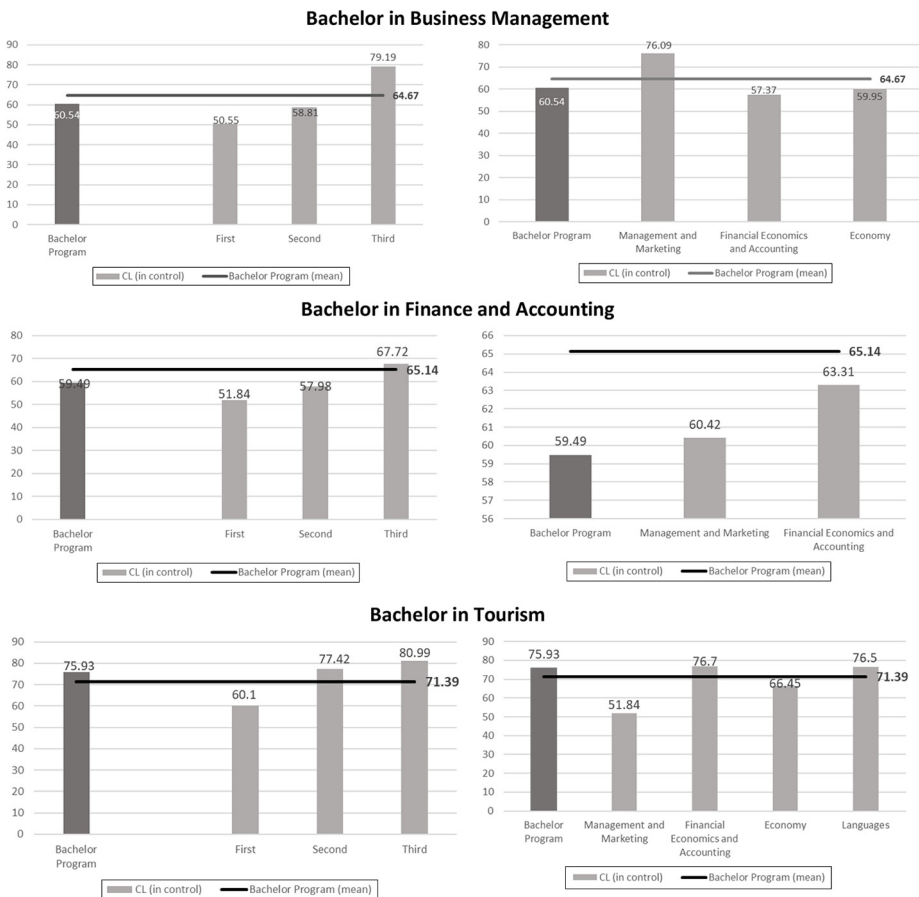 Bachelor in Business Management
90
80
70
60
50
40
30
20
10
0
60.54
50.55
58.81
79.19
64.67
Bachelor
Program
First
Second
Third
CL (in control)
Bachelor Program (mean)
80
70
60
50
40
30
20
10
0
60.54
76.09
57.37
59.95
64.67
Bachelor Program
Management and
Marketing
Financial Economics
and Accounting
Economy
CL (in control)
Bachelor Program (mean)
Bachelor in Finance and Accounting
80
70
60
50
40
30
20
10
0
59.49
51.84
57.98
67.72
65.14
Bachelor
Program
First
Second
Third
CL (in control)
Bachelor Program (mean)
66
65
64
63
62
61
60
59
58
57
56
59.49
60.42
63.31
65.14
Bachelor Program
Management and Marketing
Financial Economics and
Accounting
CL (in control)
Bachelor Program (mean)
Bachelor in Tourism
90
80
70
60
50
40
30
20
10
0
75.93
60.1
77.42
80.99
71.39
Bachelor
Program
First
Second
Third
CL (in control)
Bachelor Program (mean)
90
80
70
60
50
40
30
20
10
0
75.93
51.84
76.7
66.45
76.5
71.39
Bachelor
Program
Management and
Marketing
Financial
Economics and
Accounting
Economy
Languages
CL (in control)
Bachelor Program (mean)